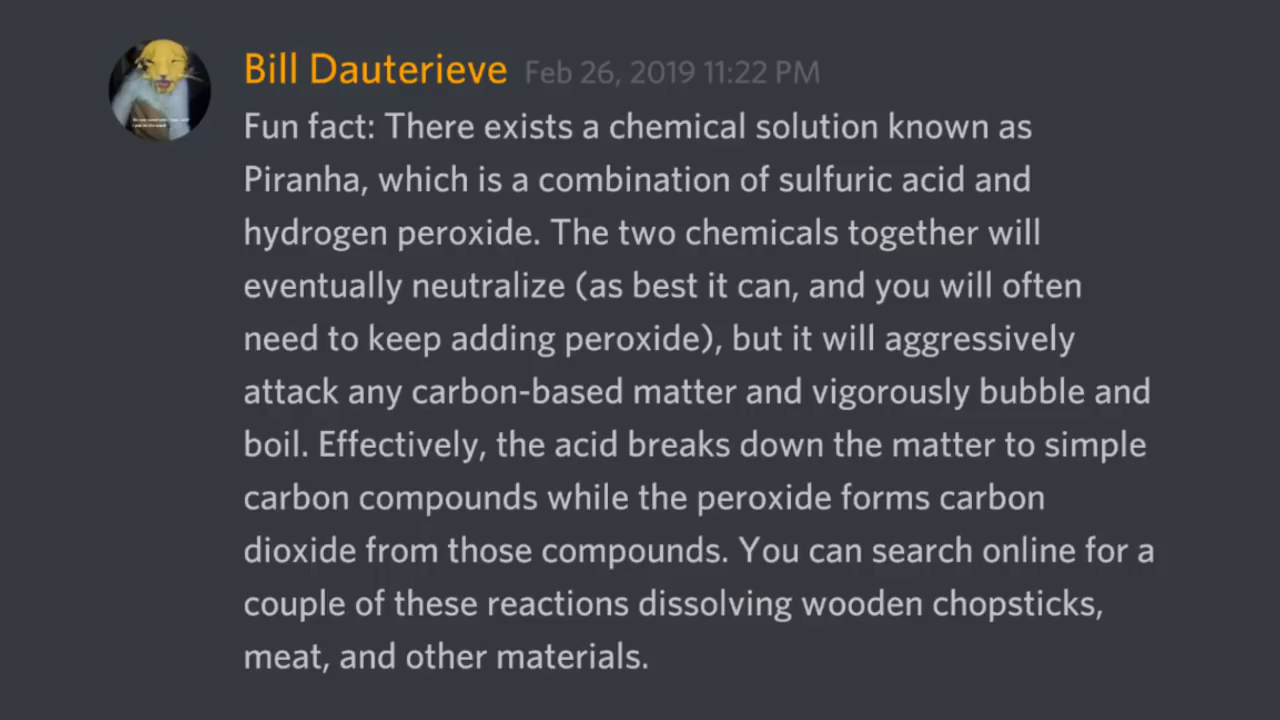 Bill Dauterieve Feb 26, 2019 11:22 PM
Fun fact: There exists a chemical solution known as
Piranha, which is a combination of sulfuric acid and
hydrogen peroxide. The two chemicals together will
eventually neutralize (as best it can, and you will often
need to keep adding peroxide), but it will aggressively
attack any carbon-based matter and vigorously bubble and
boil. Effectively, the acid breaks down the matter to simple
carbon compounds while the peroxide forms carbon
dioxide from those compounds. You can search online for a
couple of these reactions dissolving wooden chopsticks,
meat, and other materials.